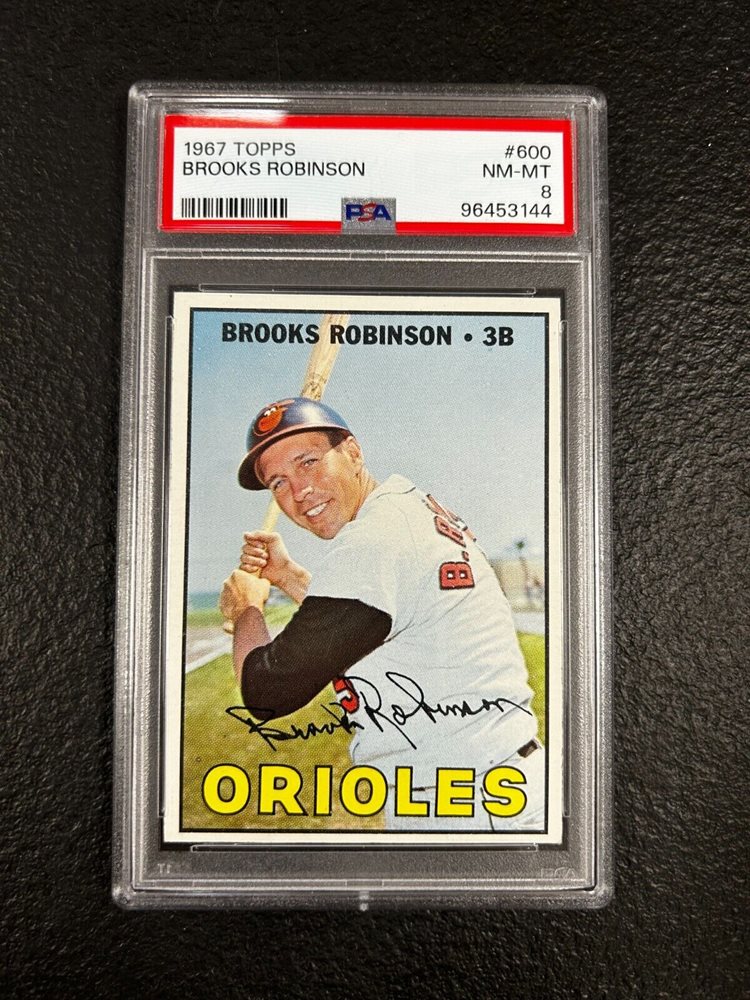 1967 TOPPS #600
BROOKS ROBINSON NM-MT
8
PSA 96453144
BROOKS ROBINSON • 3B
B. R
Brooks Robinson
ORIOLES